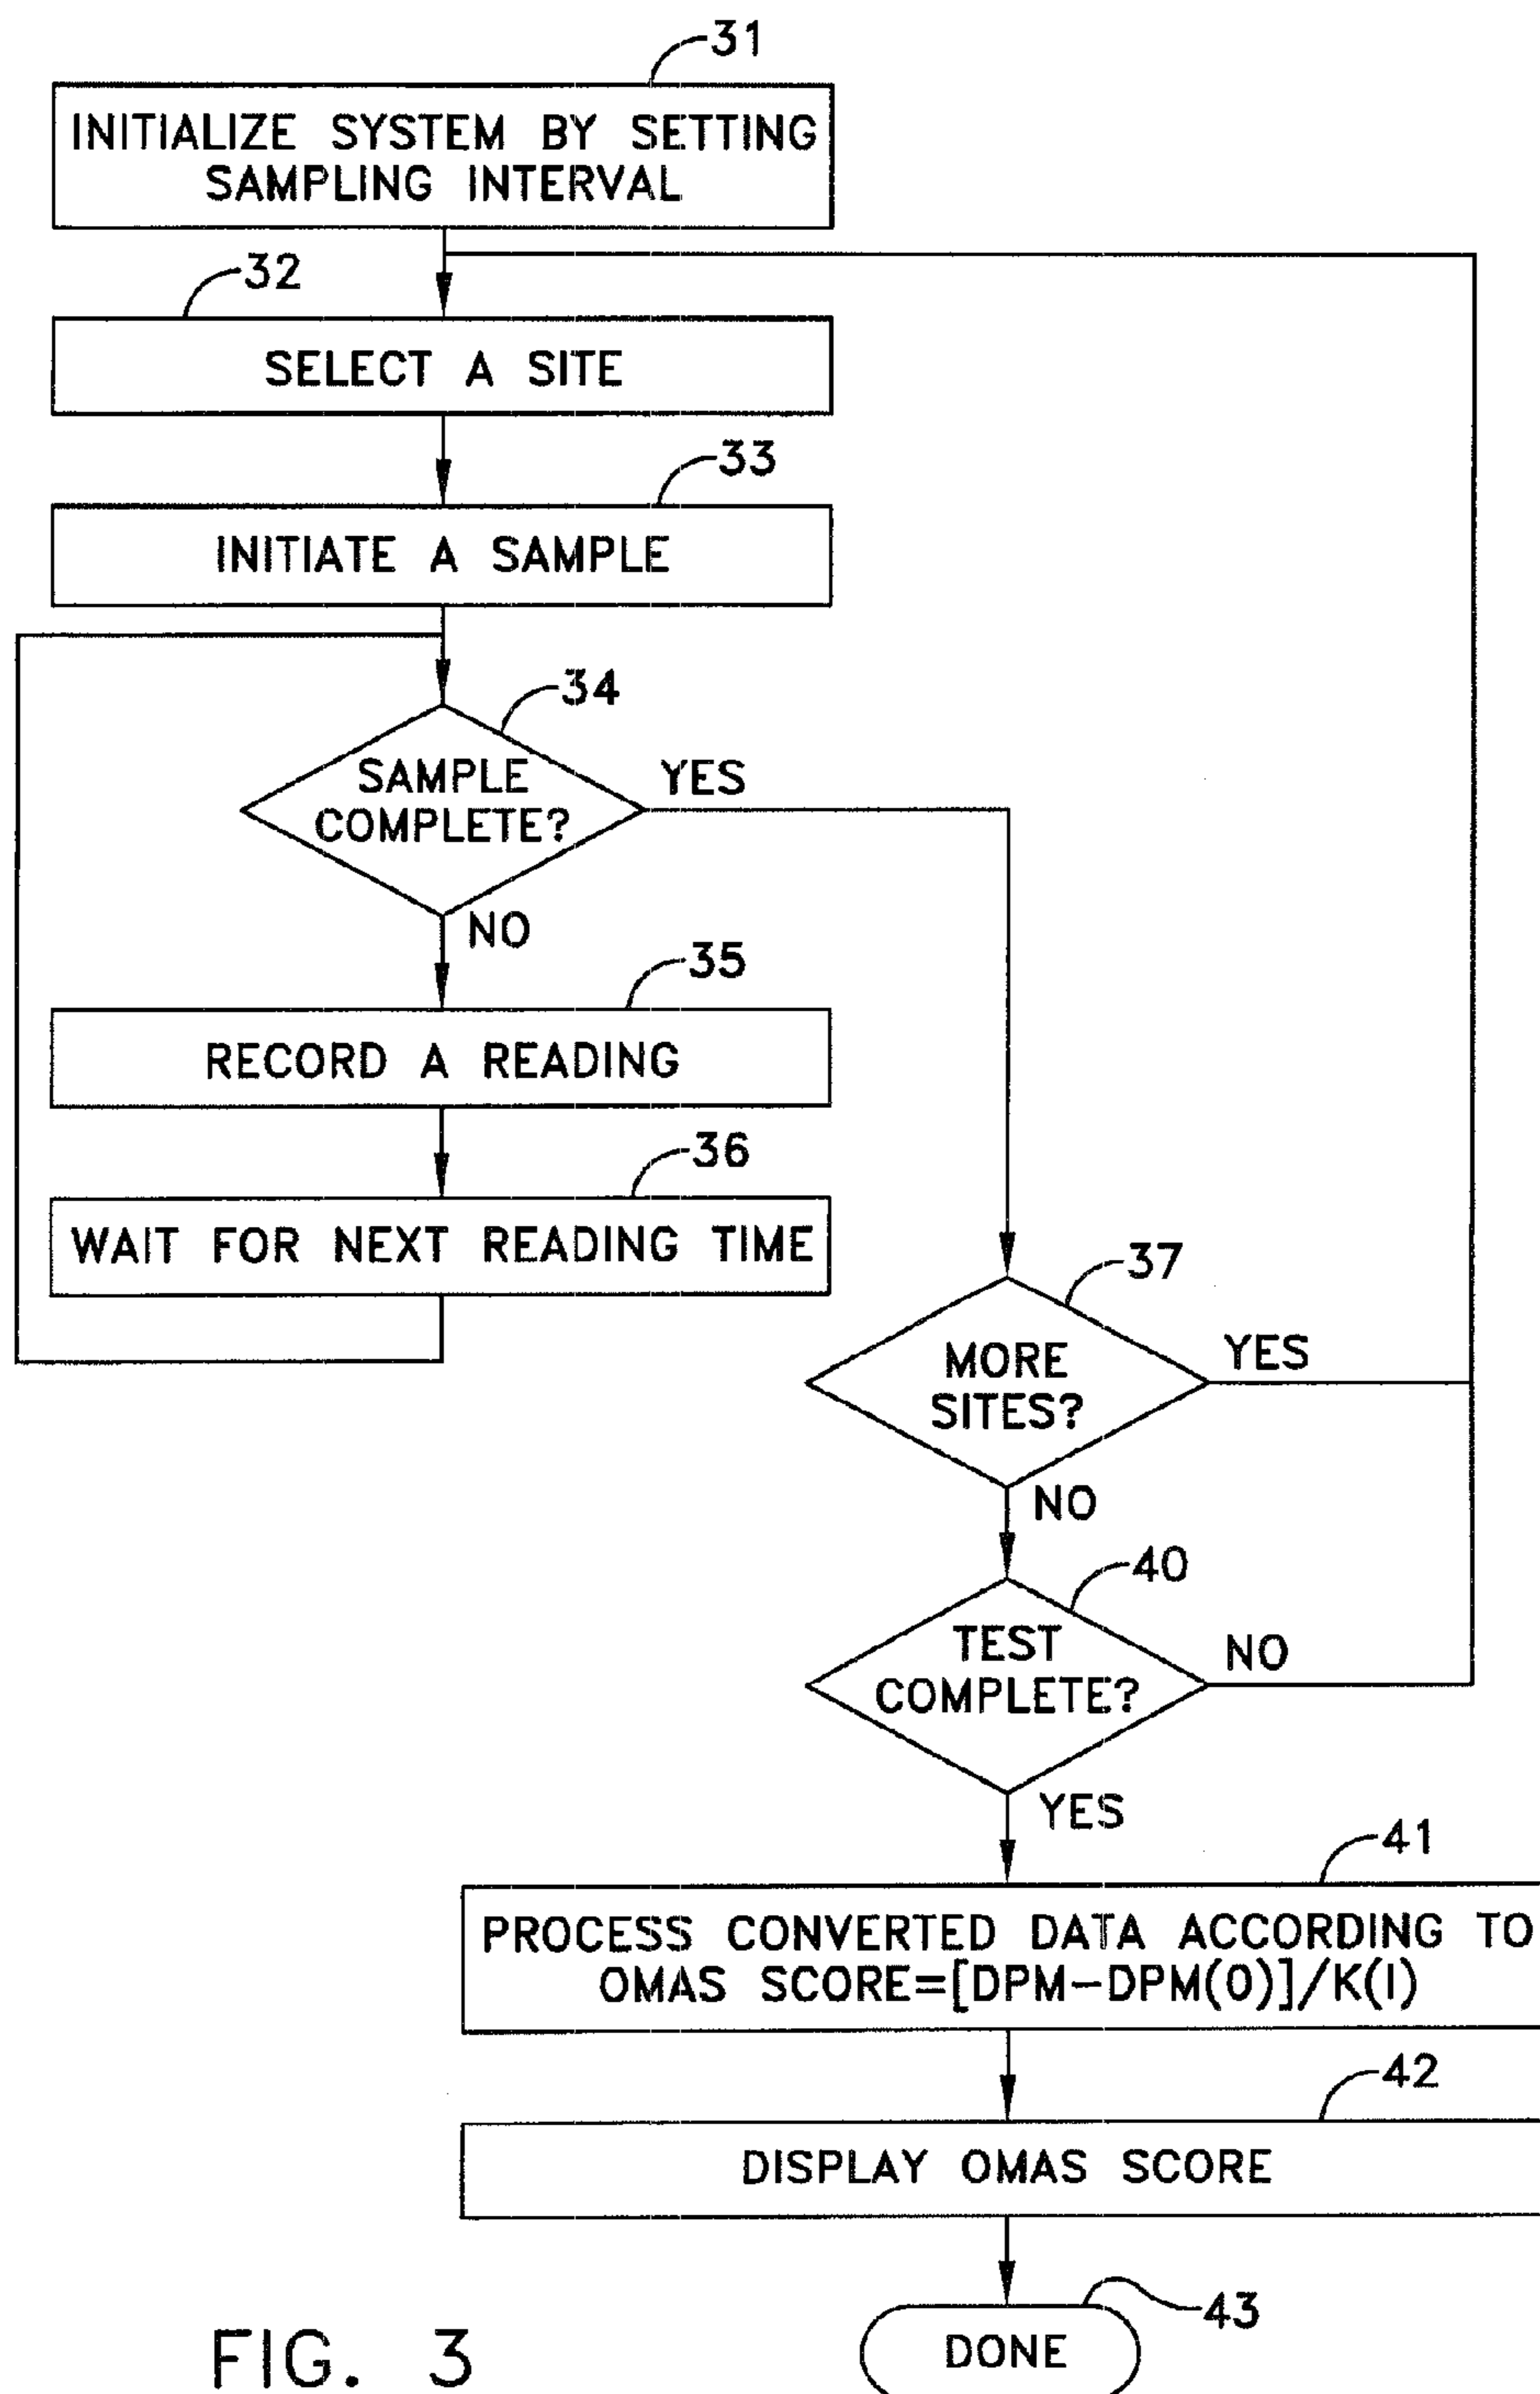 31
INITIALIZE SYSTEM BY SETTING
SAMPLING INTERVAL
32
SELECT A SITE
33
INITIATE A SAMPLE
34
SAMPLE
COMPLETE?
YES
NO
35
RECORD A READING
36
WAIT FOR NEXT READING TIME
37
MORE
SITES?
YES
NO
40
TEST
COMPLETE?
NO
YES
41
PROCESS CONVERTED DATA ACCORDING TO
OMAS SCORE=[DPM-DPM(0)]/K(I)
42
DISPLAY OMAS SCORE
43
DONE
FIG. 3